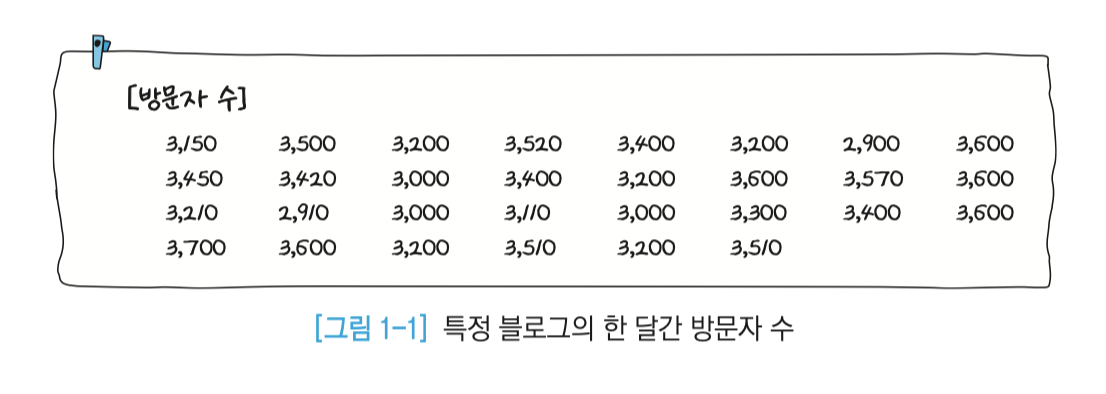 [방문자 수]
3,150 3,500 3,200 3,520 3,400 3,200 2,900 3,600
3,450 3,420 3,000 3,400 3,200 3,600 3,570 3,600
3,210 2,910 3,000 3,110 3,000 3,300 3,400 3,600
3,700 3,600 3,200 3,510 3,200 3,510
[그림 1-1] 특정 블로그의 한 달간 방문자 수